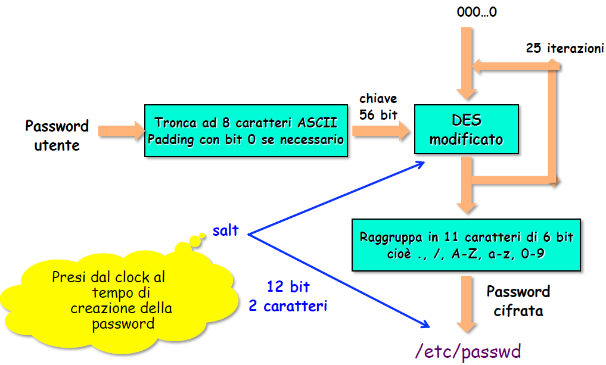 000...0
25 iterazioni
chiave
56 bit
Password
utente
Tronca ad 8 caratteri ASCII
Padding con bit 0 se necessario
DES
modificato
salt
Raggruppa in 11 caratteri di 6 bit
cioè ., /, A-Z, a-z, 0-9
Presi dal clock al
tempo di
creazione della
password
12 bit
2 caratteri
Password
cifrata
/etc/passwd